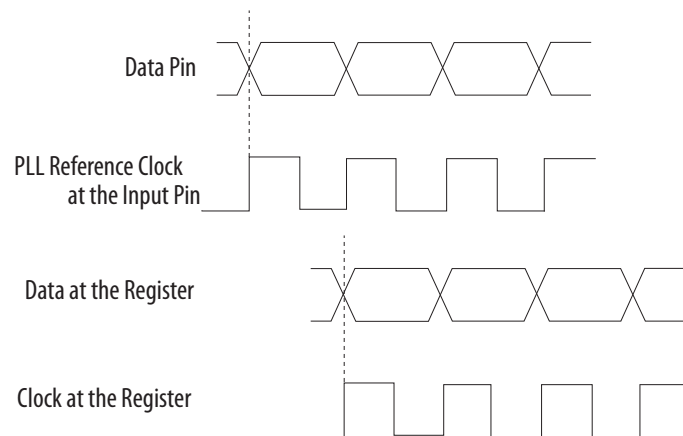 Data Pin
PLL Reference Clock
at the Input Pin
Data at the Register
Clock at the Register